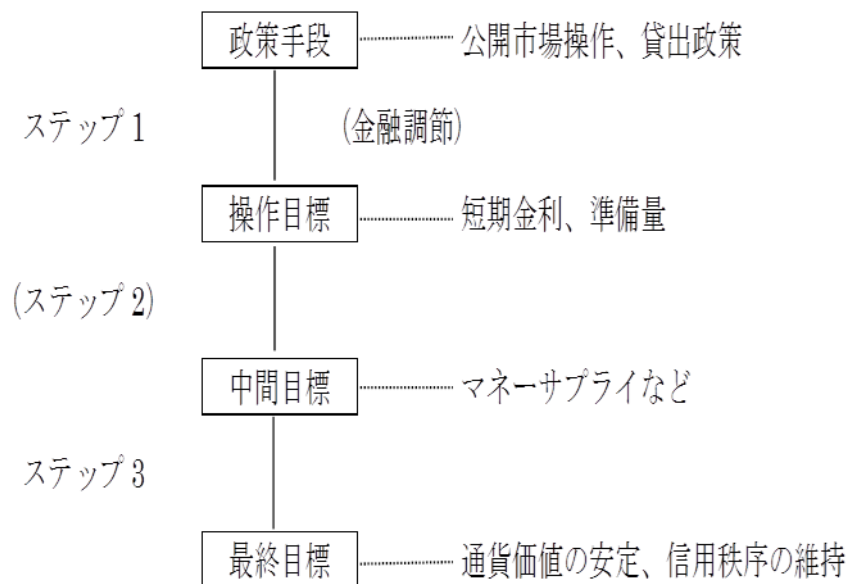 政策手段 公開市場操作、貸出政策
ステップ1 (金融調節)
操作目標 短期金利、準備量
(ステップ2)
中間目標 マネーサプライなど
ステップ3
最終目標 通貨価値の安定、信用秩序の維持